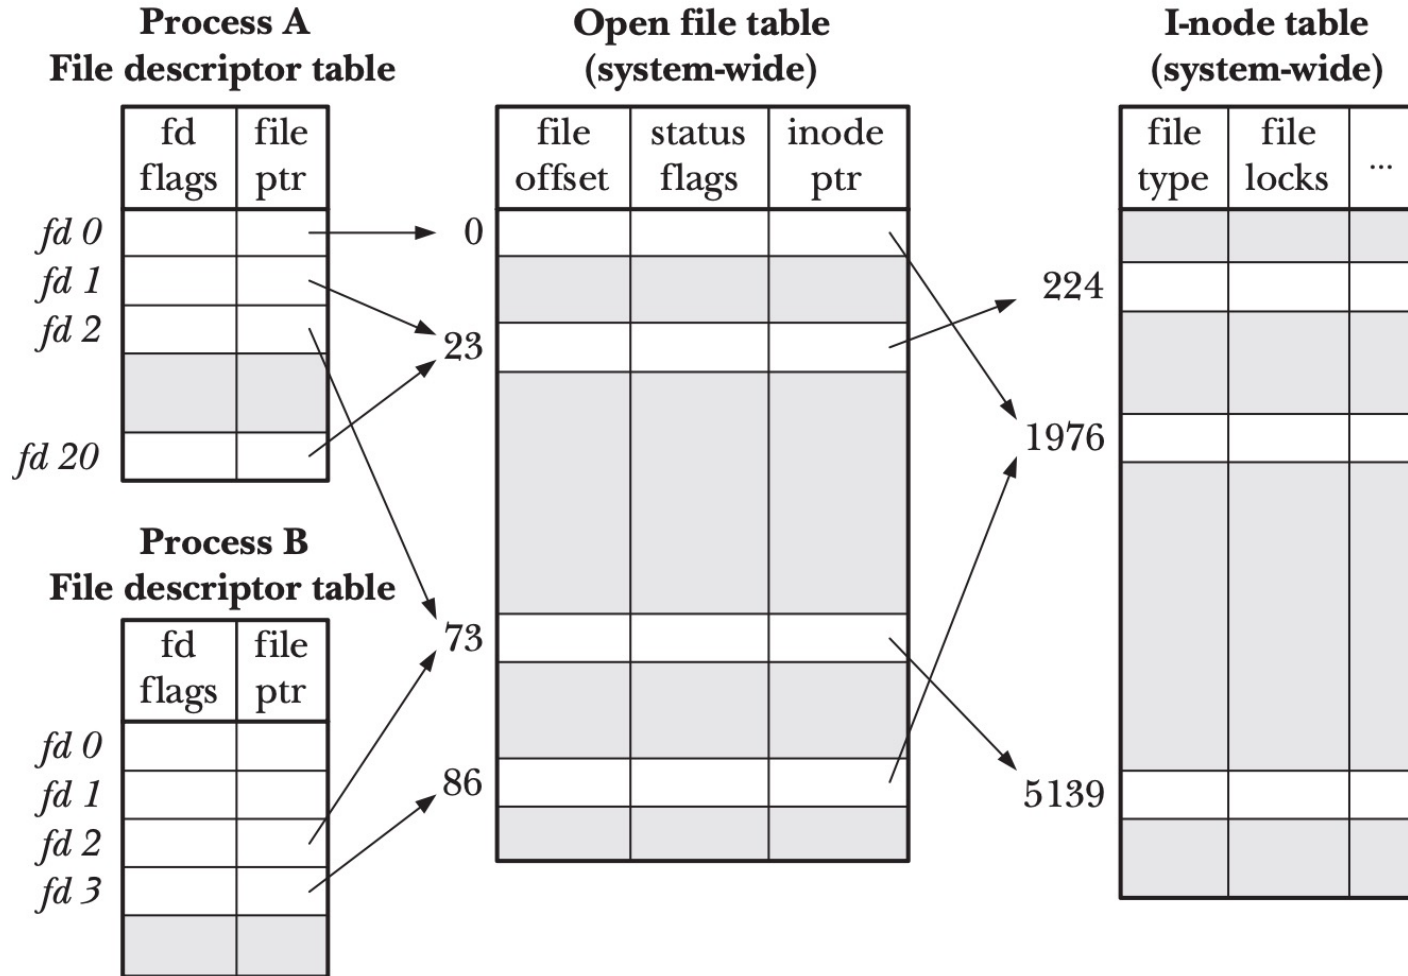 Process A
File descriptor table
fd
flags
file
ptr
fd 0
fd 1
fd 2
fd 20
Process B
File descriptor table
fd
flags
file
ptr
fd 0
fd 1
fd 2
fd 3
Open file table
(system-wide)
file
offset
status
flags
inode
ptr
0
23
73
86
I-node table
(system-wide)
file
type
file
locks
...
224
1976
5139